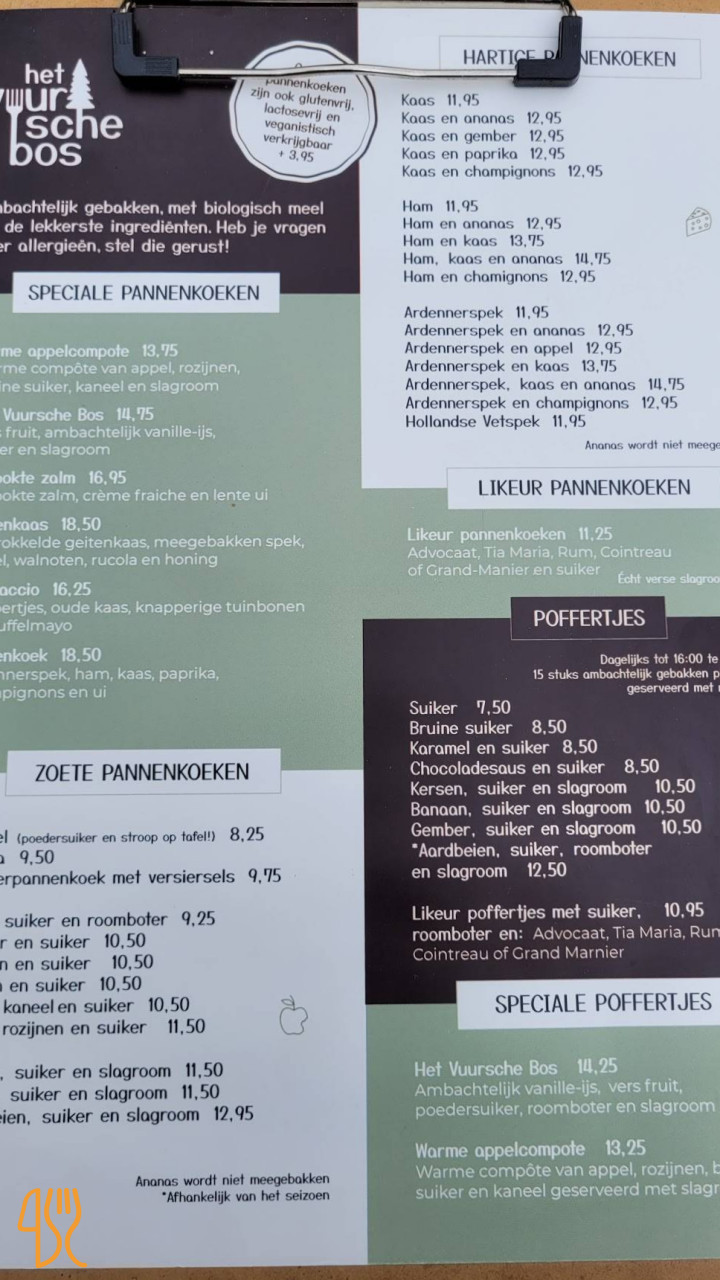 het
vuur
sche
bos
pannenkoeken
zijn ook glutenvrij,
lactosevrij en
veganistisch
verkrijgbaar
+ 3,95
de lekkerste ingrediënten. Heb je vragen
allergieën, stel die gerust!
gebakken, met biologisch meel
SPECIALE PANNENKOEKEN
appelcompote 13,75
compôte van appel, rozijnen,
suiker, kaneel en slagroom
Vuursche Bos 14,75
fruit, ambachtelijk vanille-ijs,
en slagroom
zalm 16,95
zalm, crème fraiche en lente ui
18,50
geitenkaas, meegebakken spek,
walnoten, rucola en honing
16,25
oude kaas, knapperige tuinbonen
18,50
ham, kaas, paprika,
en ui
ZOETE PANNENKOEKEN
(poedersuiker en stroop op tafel!) 8,25
9,50
met versiersels 9,75
suiker en roomboter 9,25
en suiker 10,50
en suiker 10,50
en suiker 10,50
kaneel en suiker 10,50
rozijnen en suiker 11,50
suiker en slagroom 11,50
suiker en slagroom 11,50
suiker en slagroom 12,95
Ananas wordt niet meegebakken
*Afhankelijk van het seizoen
HARTIGE PANNENKOEKEN
Kaas 11,95
Kaas en ananas 12,95
Kaas en gember 12,95
Kaas en paprika 12,95
Kaas en champignons 12,95
Ham 11,95
Ham en ananas 12,95
Ham en kaas 13,75
Ham, kaas en ananas 14,75
Ham en chamignons 12,95
Ardennerspek 11,95
Ardennerspek en ananas 12,95
Ardennerspek en appel 12,95
Ardennerspek en kaas 13,75
Ardennerspek, kaas en ananas 14,75
Ardennerspek en champignons 12,95
Hollandse Vetspek 11,95
Ananas wordt niet
LIKEUR PANNENKOEKEN
Likeur pannenkoeken 11,25
Advocaat, Tia Maria, Rum, Cointreau
of Grand-Manier en suiker
Écht verse
POFFERTJES
Dagelijks tot 16:00 te
15 stuks ambachtelijk gebakken
geserveerd met
Suiker 7,50
Bruine suiker 8,50
Karamel en suiker 8,50
Chocoladesaus en suiker 8,50
Kersen, suiker en slagroom 10,50
Banaan, suiker en slagroom 10,50
Gember, suiker en slagroom 10,50
*Aardbeien, suiker, roomboter
en slagroom 12,50
Likeur poffertjes met suiker, 10,95
roomboter en: Advocaat, Tia Maria, Rum
Cointreau of Grand Marnier
SPECIALE POFFERTJES
Het Vuursche Bos 14,25
Ambachtelijk vanille-ijs, vers fruit,
poedersuiker, roomboter en slagroom
Warme appelcompote 13,25
Warme compôte van appel, rozijnen,
suiker en kaneel geserveerd met